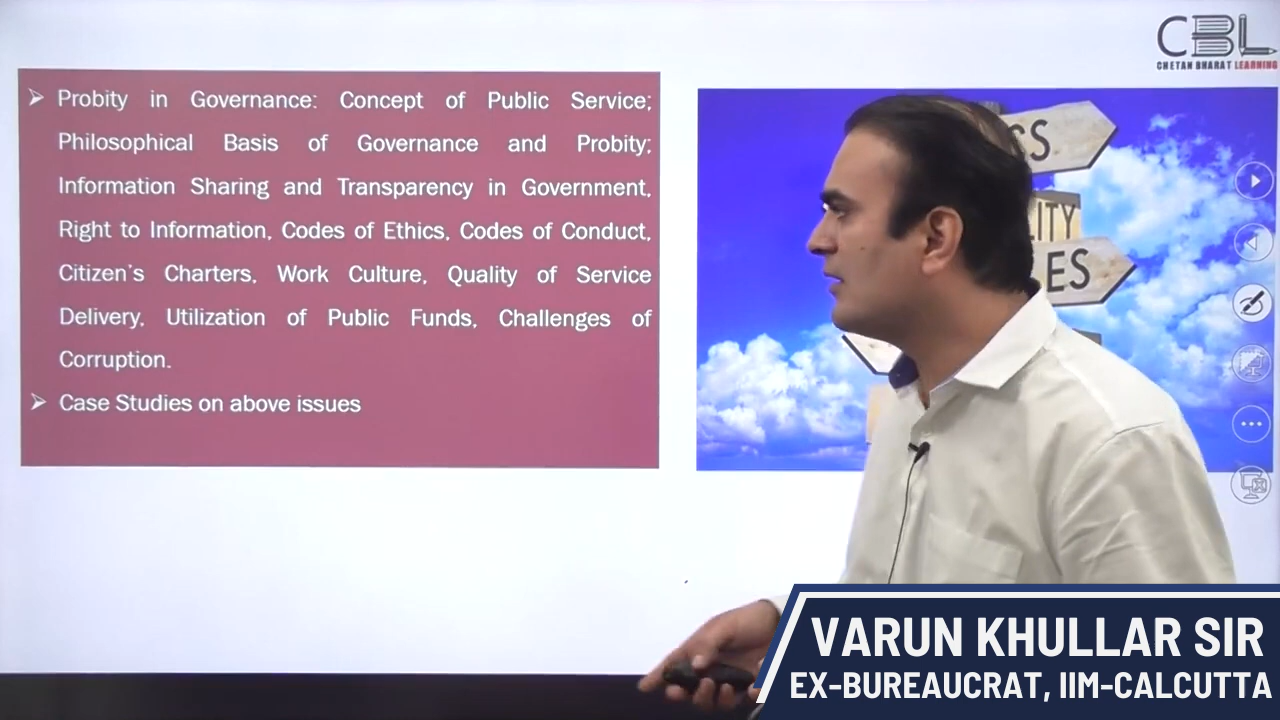 CBL
CHETAN BHARAT LEARNING
➢ Probity in Governance: Concept of Public Service;
Philosophical Basis of Governance and Probity;
Information Sharing and Transparency in Government,
Right to Information, Codes of Ethics, Codes of Conduct,
Citizen's Charters, Work Culture, Quality of Service
Delivery, Utilization of Public Funds, Challenges of
Corruption.
➢ Case Studies on above issues
VARUN KHULLAR SIR
EX-BUREAUCRAT, IIM-CALCUTTA